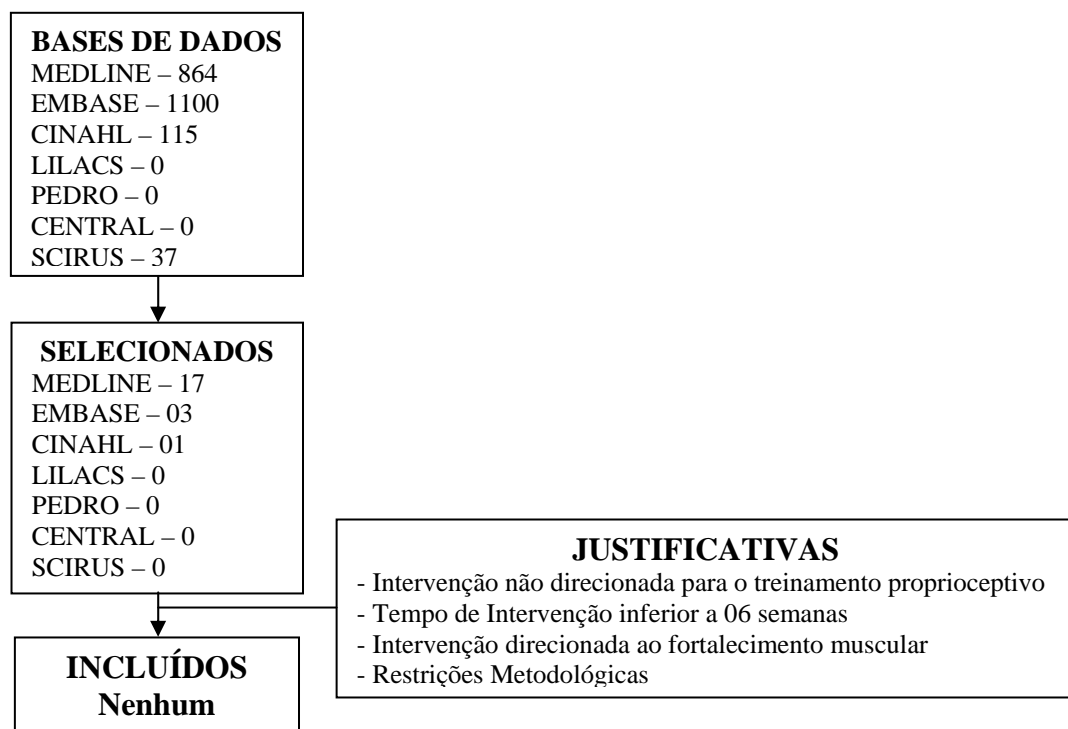 BASES DE DADOS
MEDLINE – 864
EMBASE – 1100
CINAHL – 115
LILACS – 0
PEDRO – 0
CENTRAL – 0
SCIRUS – 37
SELECIONADOS
MEDLINE – 17
EMBASE – 03
CINAHL – 01
LILACS – 0
PEDRO – 0
CENTRAL – 0
SCIRUS – 0
JUSTIFICATIVAS
- Intervenção não direcionada para o treinamento proprioceptivo
- Tempo de Intervenção inferior a 06 semanas
- Intervenção direcionada ao fortalecimento muscular
- Restrições Metodológicas
INCLUÍDOS
Nenhum